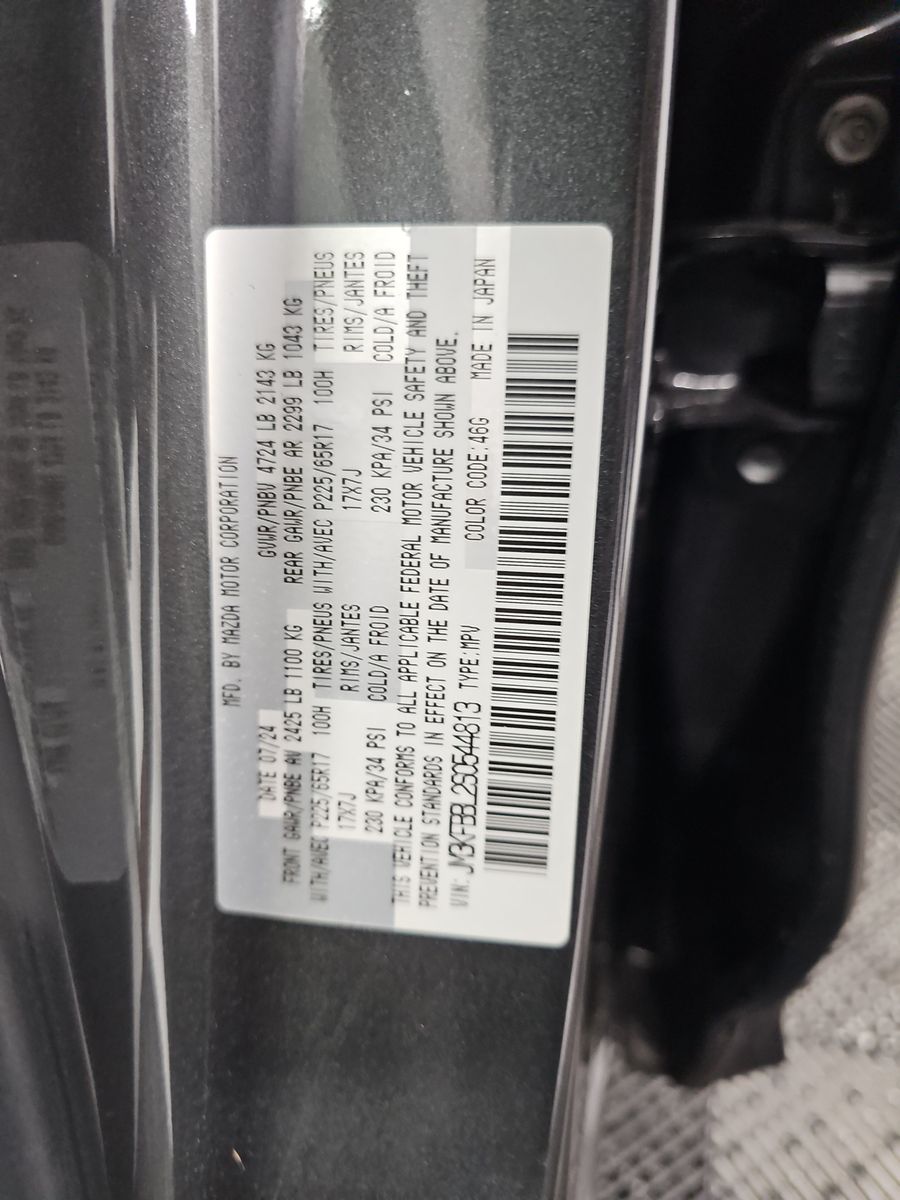 MFD. BY MAZDA MOTOR CORPORATION
DATE 07/24 GVWR/PNBV 4724 LB 2143 KG
FRONT GAWR/PNBE AV 2425 LB 1100 KG REAR GAWR/PNBE AR 2299 LB 1043 KG
WITH/AVEC P225/65R17 100H TIRES/PNEUS WITH/AVEC P225/65R17 100H TIRES/PNEUS
17X7J RIMS/JANTES 17X7J RIMS/JANTES
230 KPA/34 PSI COLD/A FROID 230 KPA/34 PSI COLD/A FROID
THIS VEHICLE CONFORMS TO ALL APPLICABLE FEDERAL MOTOR VEHICLE SAFETY AND THEFT
PREVENTION STANDARDS IN EFFECT ON THE DATE OF MANUFACTURE SHOWN ABOVE.
VIN: JM3KFBBL2S0544813 TYPE:MPV COLOR CODE:46G MADE IN JAPAN